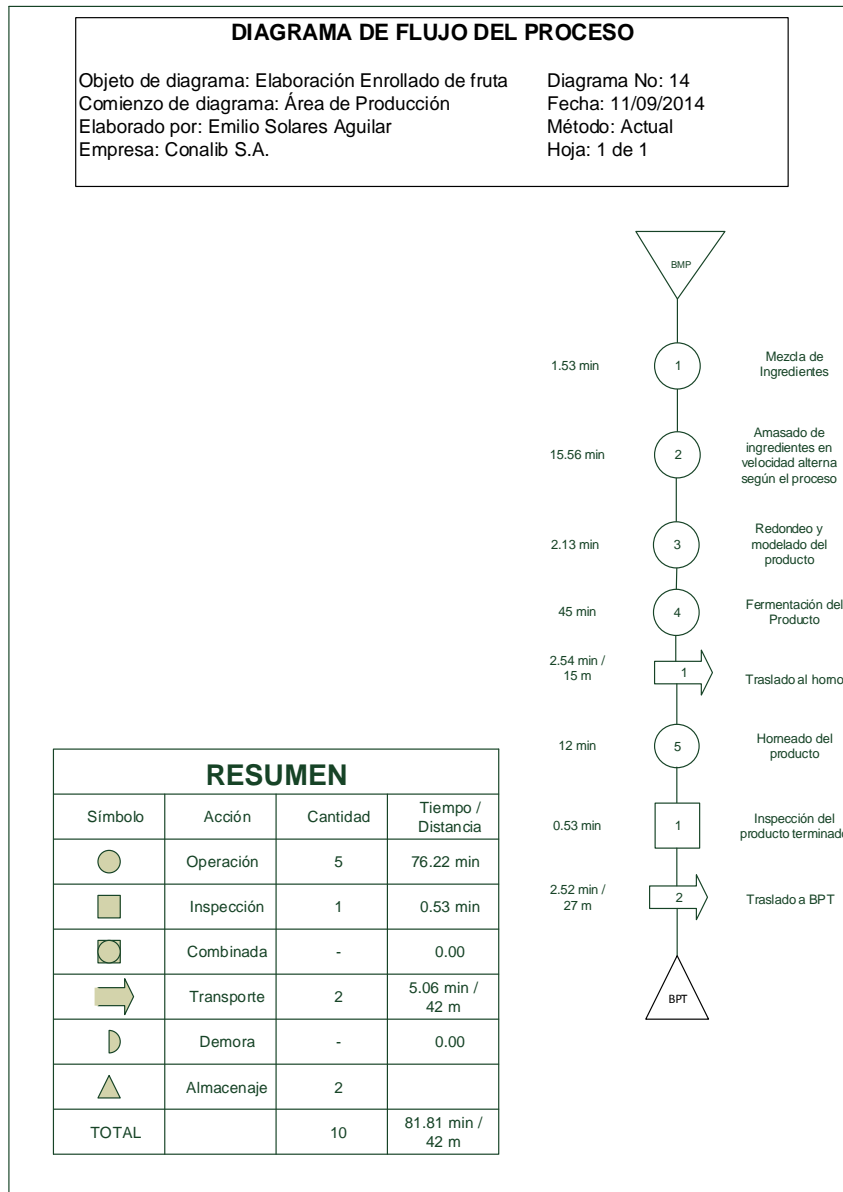 DIAGRAMA DE FLUJO DEL PROCESO
Objeto de diagrama: Elaboración Enrollado de fruta
Comienzo de diagrama: Área de Producción
Elaborado por: Emilio Solares Aguilar
Empresa: Conalib S.A.
Diagrama No: 14
Fecha: 11/09/2014
Método: Actual
Hoja: 1 de 1
BMP
1.53 min
1
Mezcla de
Ingredientes
15.56 min
2
Amasado de
ingredientes en
velocidad alterna
según el proceso
2.13 min
3
Redondeo y
modelado del
producto
45 min
4
Fermentación del
Producto
2.54 min /
15 m
1
Traslado al horno
12 min
5
Horneado del
producto
0.53 min
1
Inspección del
producto terminado
2.52 min /
27 m
2
Traslado a BPT
BPT
RESUMEN
Símbolo
Acción
Cantidad
Tiempo /
Distancia
Operación
5
76.22 min
Inspección
1
0.53 min
Combinada
-
0.00
Transporte
2
5.06 min /
42 m
Demora
-
0.00
Almacenaje
2
TOTAL
10
81.81 min /
42 m